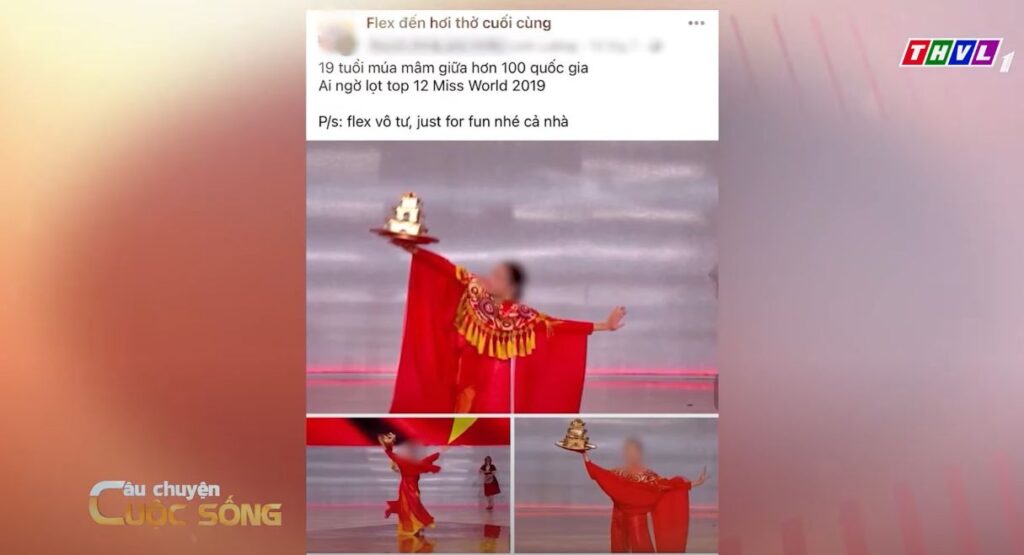 Flex đến hơi thở cuối cùng
THVL1
19 tuổi múa mâm giữa hơn 100 quốc gia
Ai ngờ lọt top 12 Miss World 2019
P/s: flex vô tư, just for fun nhé cả nhà
Câu chuyện
CUỘC SỐNG